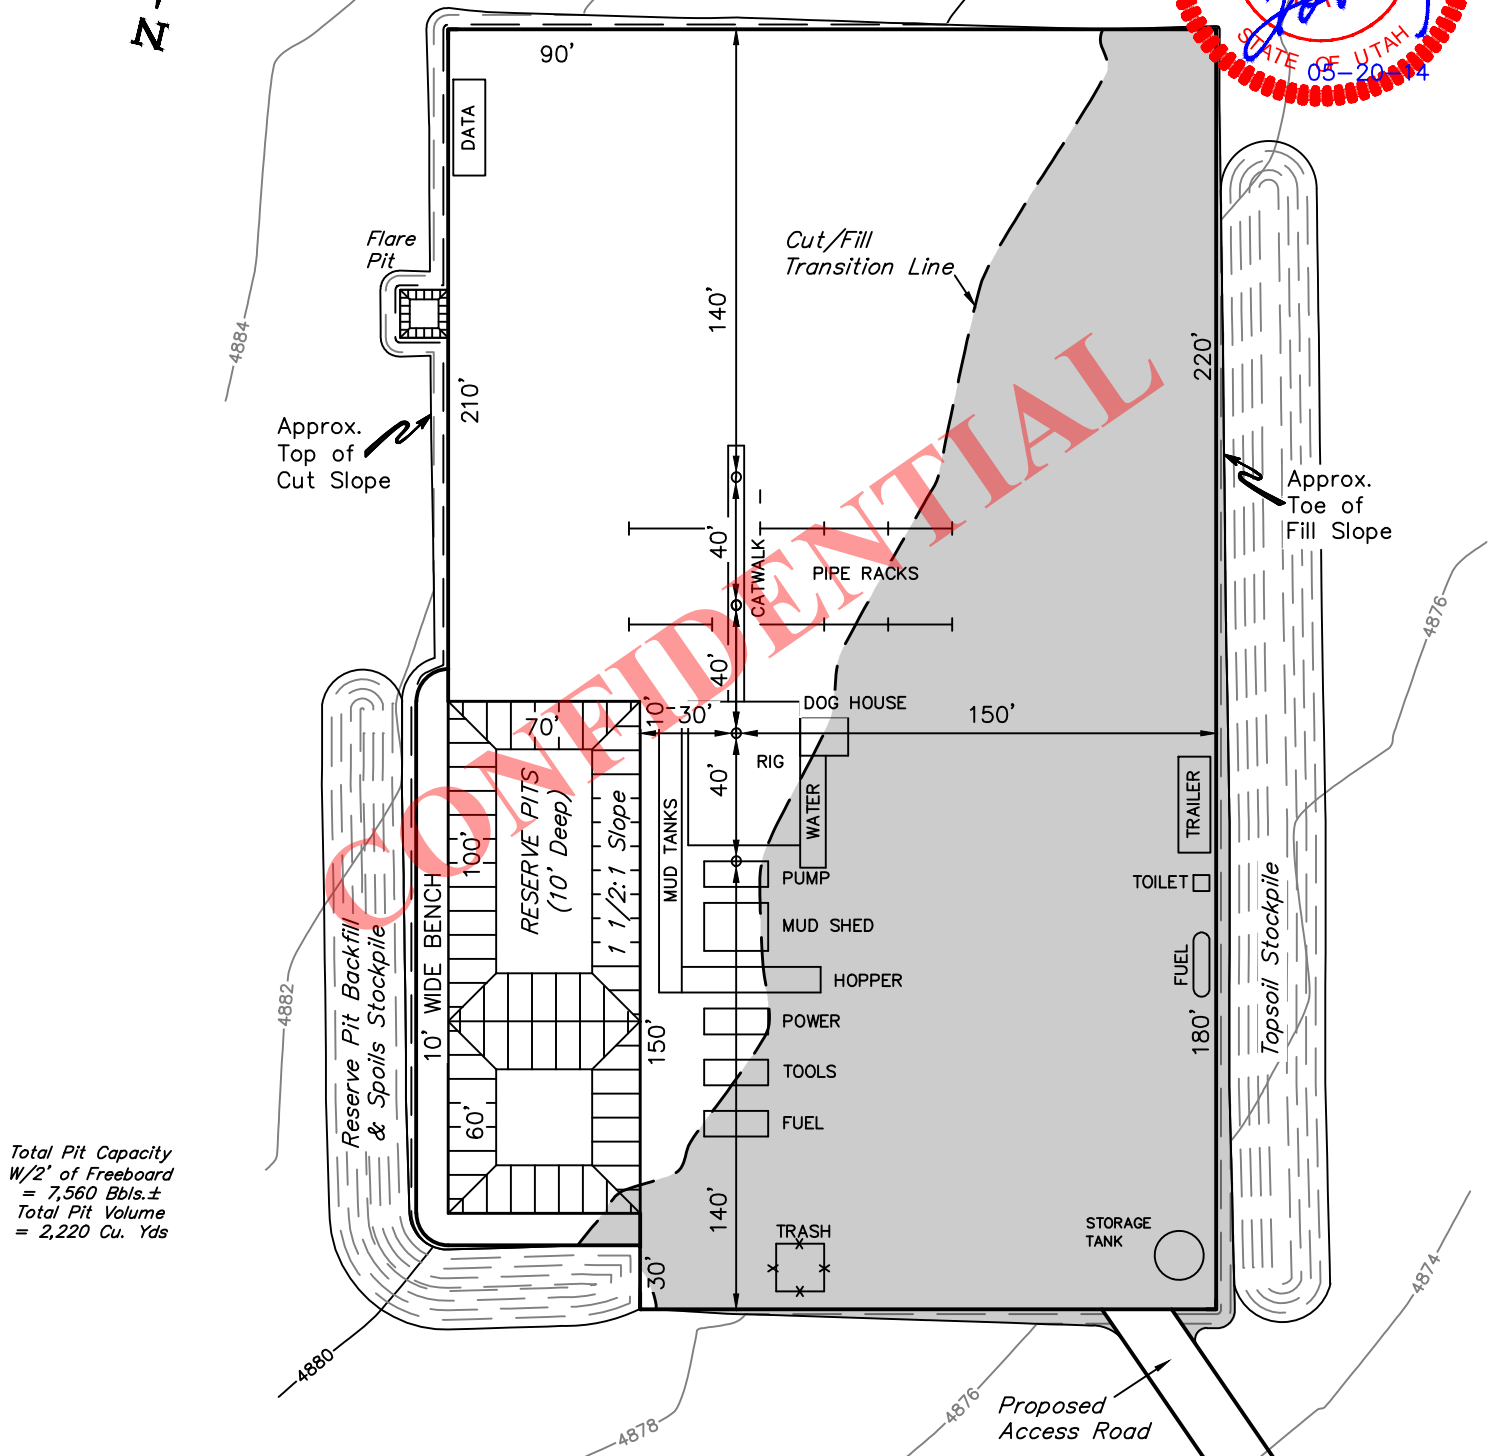 N
STATE OF UTAH
05-20-14
90'
DATA
Flare
Pit
Cut/Fill
Transition Line
140'
4884
210'
220'
Approx.
Top of
Cut Slope
Approx.
Toe of
Fill Slope
40'
CATWALK
PIPE RACKS
4876
40'
CONFIDENTIAL
DOG HOUSE
70'
10'
30'
150'
RIG
40'
RESERVE PITS
(10' Deep)
1 1/2:1 Slope
MUD TANKS
WATER
TRAILER
100'
PUMP
TOILET
MUD SHED
10' WIDE BENCH
Reserve Pit Backfill
& Spoils Stockpile
Topsoil Stockpile
FUEL
HOPPER
4882
POWER
150'
180'
TOOLS
60'
FUEL
Total Pit Capacity
W/2' of Freeboard
= 7,560 Bbls.±
Total Pit Volume
= 2,220 Cu. Yds
140'
TRASH
STORAGE
TANK
30'
4874
4880
4878
4876
Proposed
Access Road